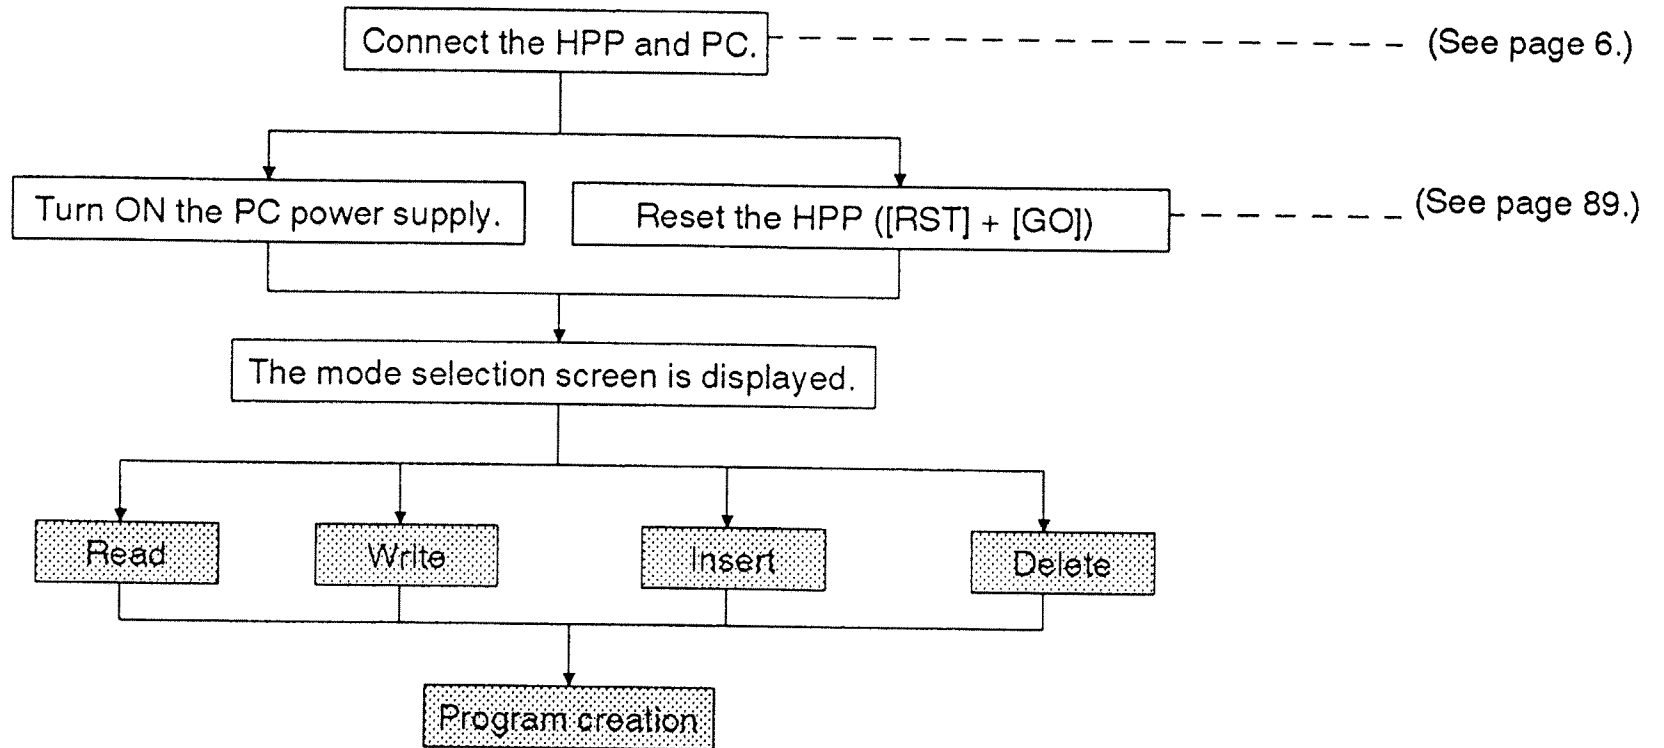 Connect the HPP and PC.
(See page 6.)
Turn ON the PC power supply.
Reset the HPP ([RST] + [GO])
(See page 89.)
The mode selection screen is displayed.
Read
Write
Insert
Delete
Program creation